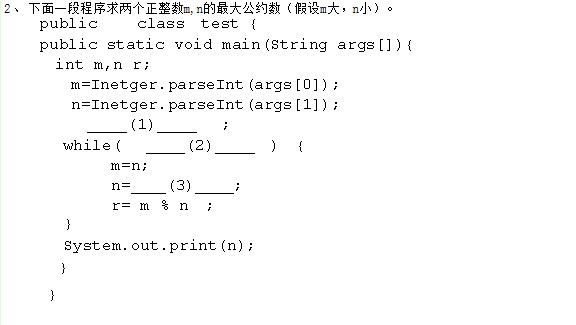 2、下面一段程序求两个正整数m,n的最大公约数（假设m大，n小）。
public class test {
public static void main(String args[]){
int m,n r;
m=Inetger.parseInt(args[0]);
n=Inetger.parseInt(args[1]);
____(1)____ ;
while( ____(2)____ ) {
m=n;
n=____(3)____;
r= m % n ;
}
System.out.print(n);
}
}